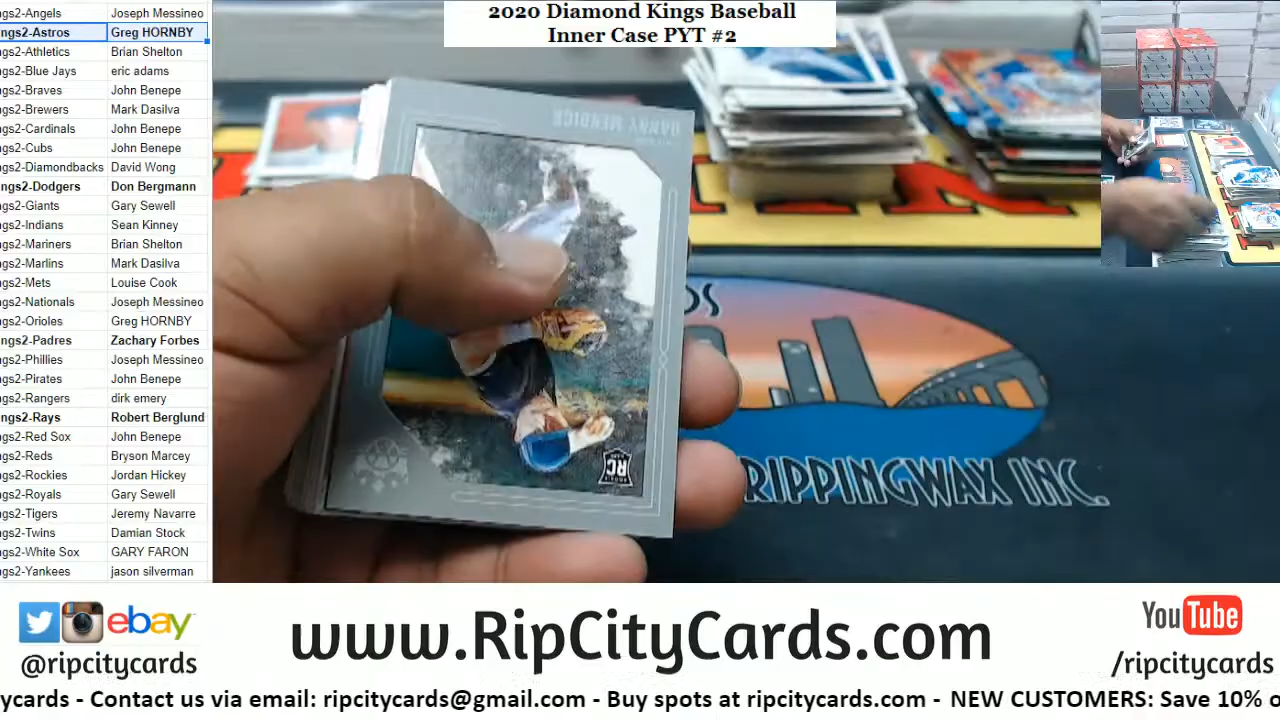 2020 Diamond Kings Baseball
Inner Case PYT #2
ngs2-Angels Joseph Messineo
ngs2-Astros Greg HORNBY
ngs2-Athletics Brian Shelton
ngs2-Blue Jays eric adams
ngs2-Braves John Benepe
ngs2-Brewers Mark Dasilva
ngs2-Cardinals John Benepe
ngs2-Cubs John Benepe
ngs2-Diamondbacks David Wong
ngs2-Dodgers Don Bergmann
ngs2-Giants Gary Sewell
ngs2-Indians Sean Kinney
ngs2-Mariners Brian Shelton
ngs2-Marlins Mark Dasilva
ngs2-Mets Louise Cook
ngs2-Nationals Joseph Messineo
ngs2-Orioles Greg HORNBY
ngs2-Padres Zachary Forbes
ngs2-Phillies Joseph Messineo
ngs2-Pirates John Benepe
ngs2-Rangers dirk emery
ngs2-Rays Robert Berglund
ngs2-Red Sox John Benepe
ngs2-Reds Bryson Marcey
ngs2-Rockies Jordan Hickey
ngs2-Royals Gary Sewell
ngs2-Tigers Jeremy Navarre
ngs2-Twins Damian Stock
ngs2-White Sox GARY FARON
ngs2-Yankees jason silverman
DANNY MENDICK
RC
DS
RIPPINGWAX INC.
ebay
@ripcitycards
www.RipCityCards.com
YouTube
/ripcitycards
ycards - Contact us via email: ripcitycards@gmail.com - Buy spots at ripcitycards.com - NEW CUSTOMERS: Save 10% o